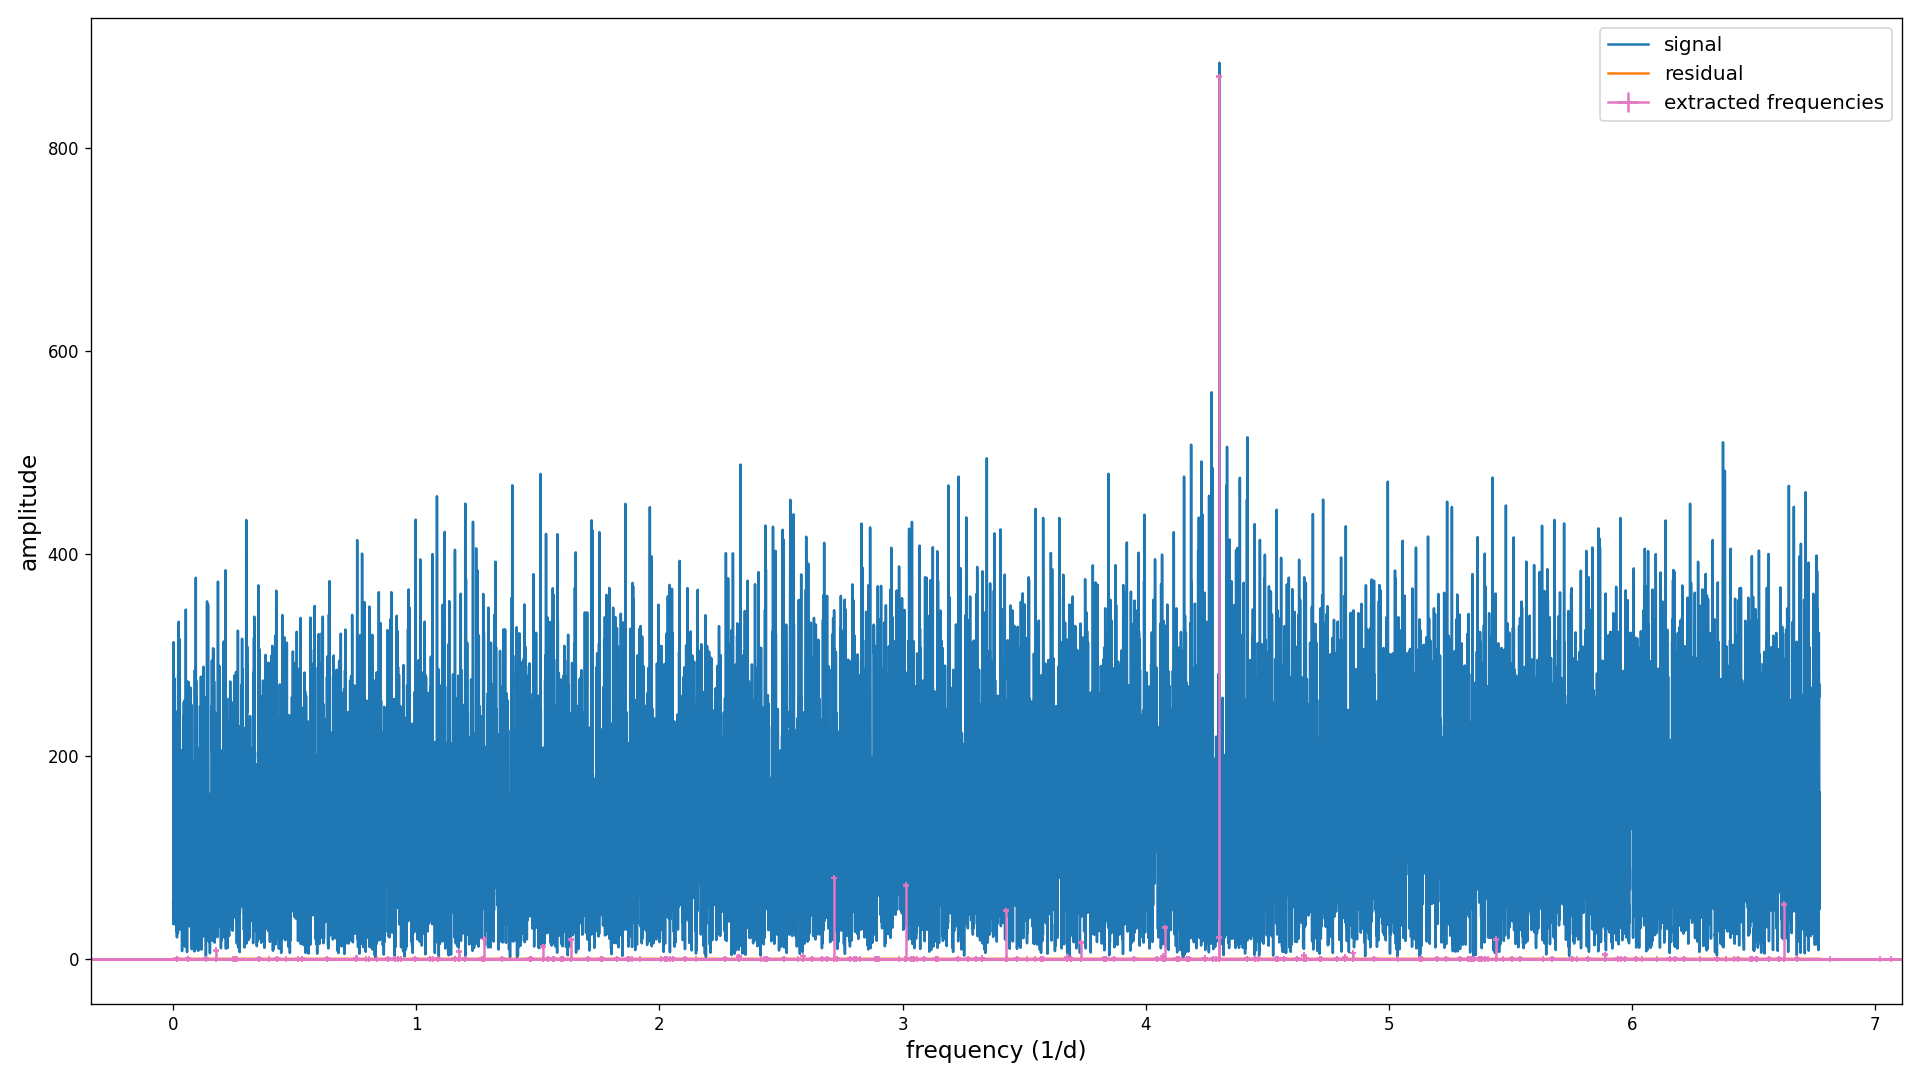 signal
residual
extracted frequencies
amplitude
800
600
400
200
0
0 1 2 3 4 5 6 7
frequency (1/d)